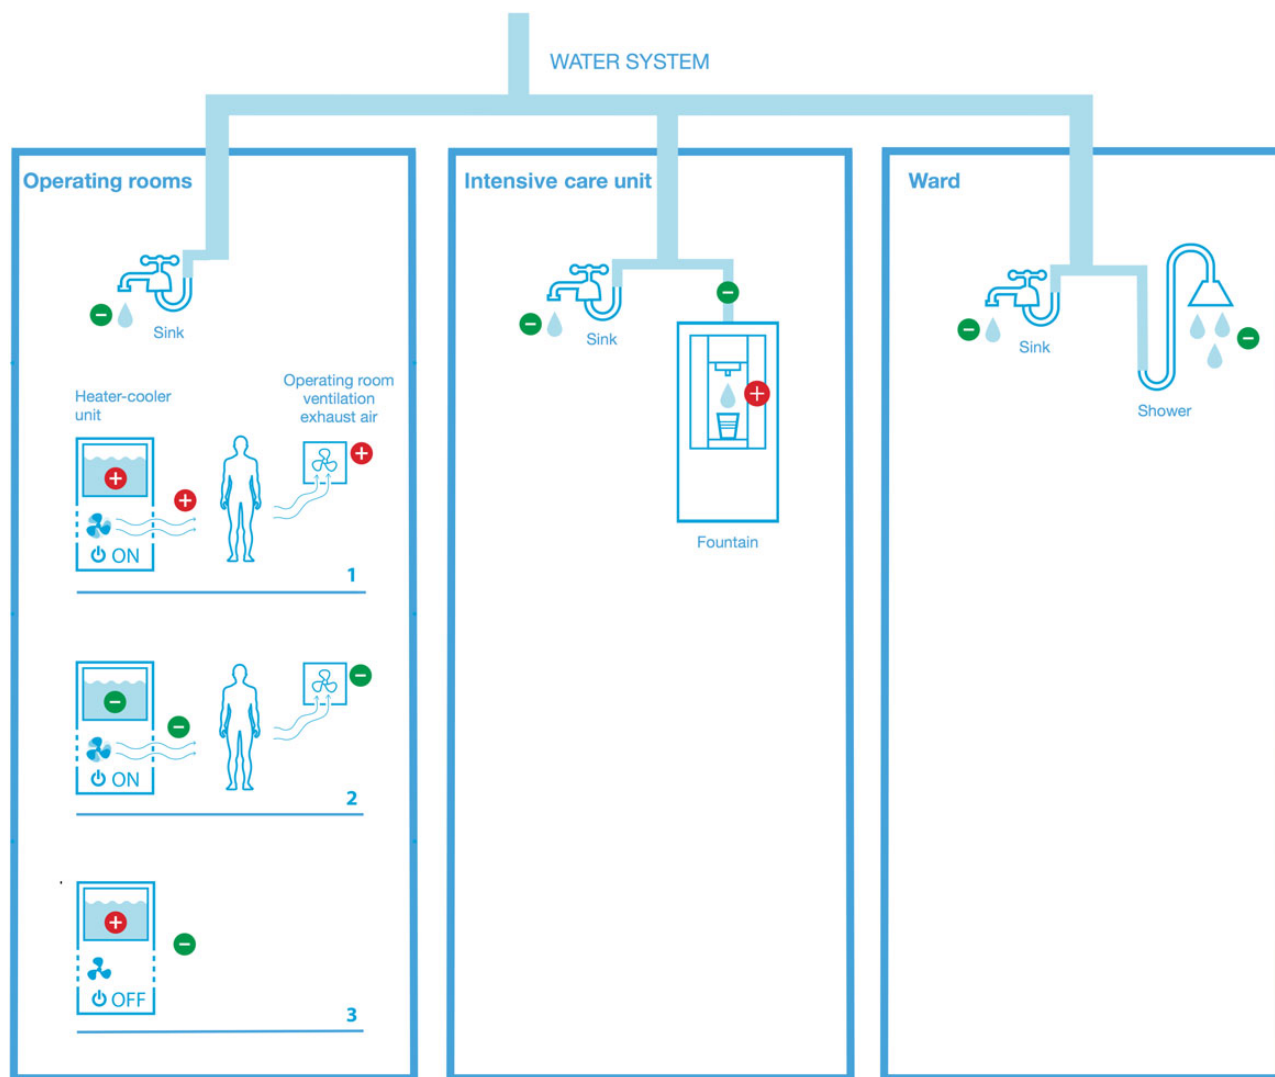 WATER SYSTEM
Operating rooms
Sink
Heater-cooler
unit
Operating room
ventilation
exhaust air
ON
1
ON
2
OFF
3
Intensive care unit
Sink
Fountain
Ward
Sink
Shower